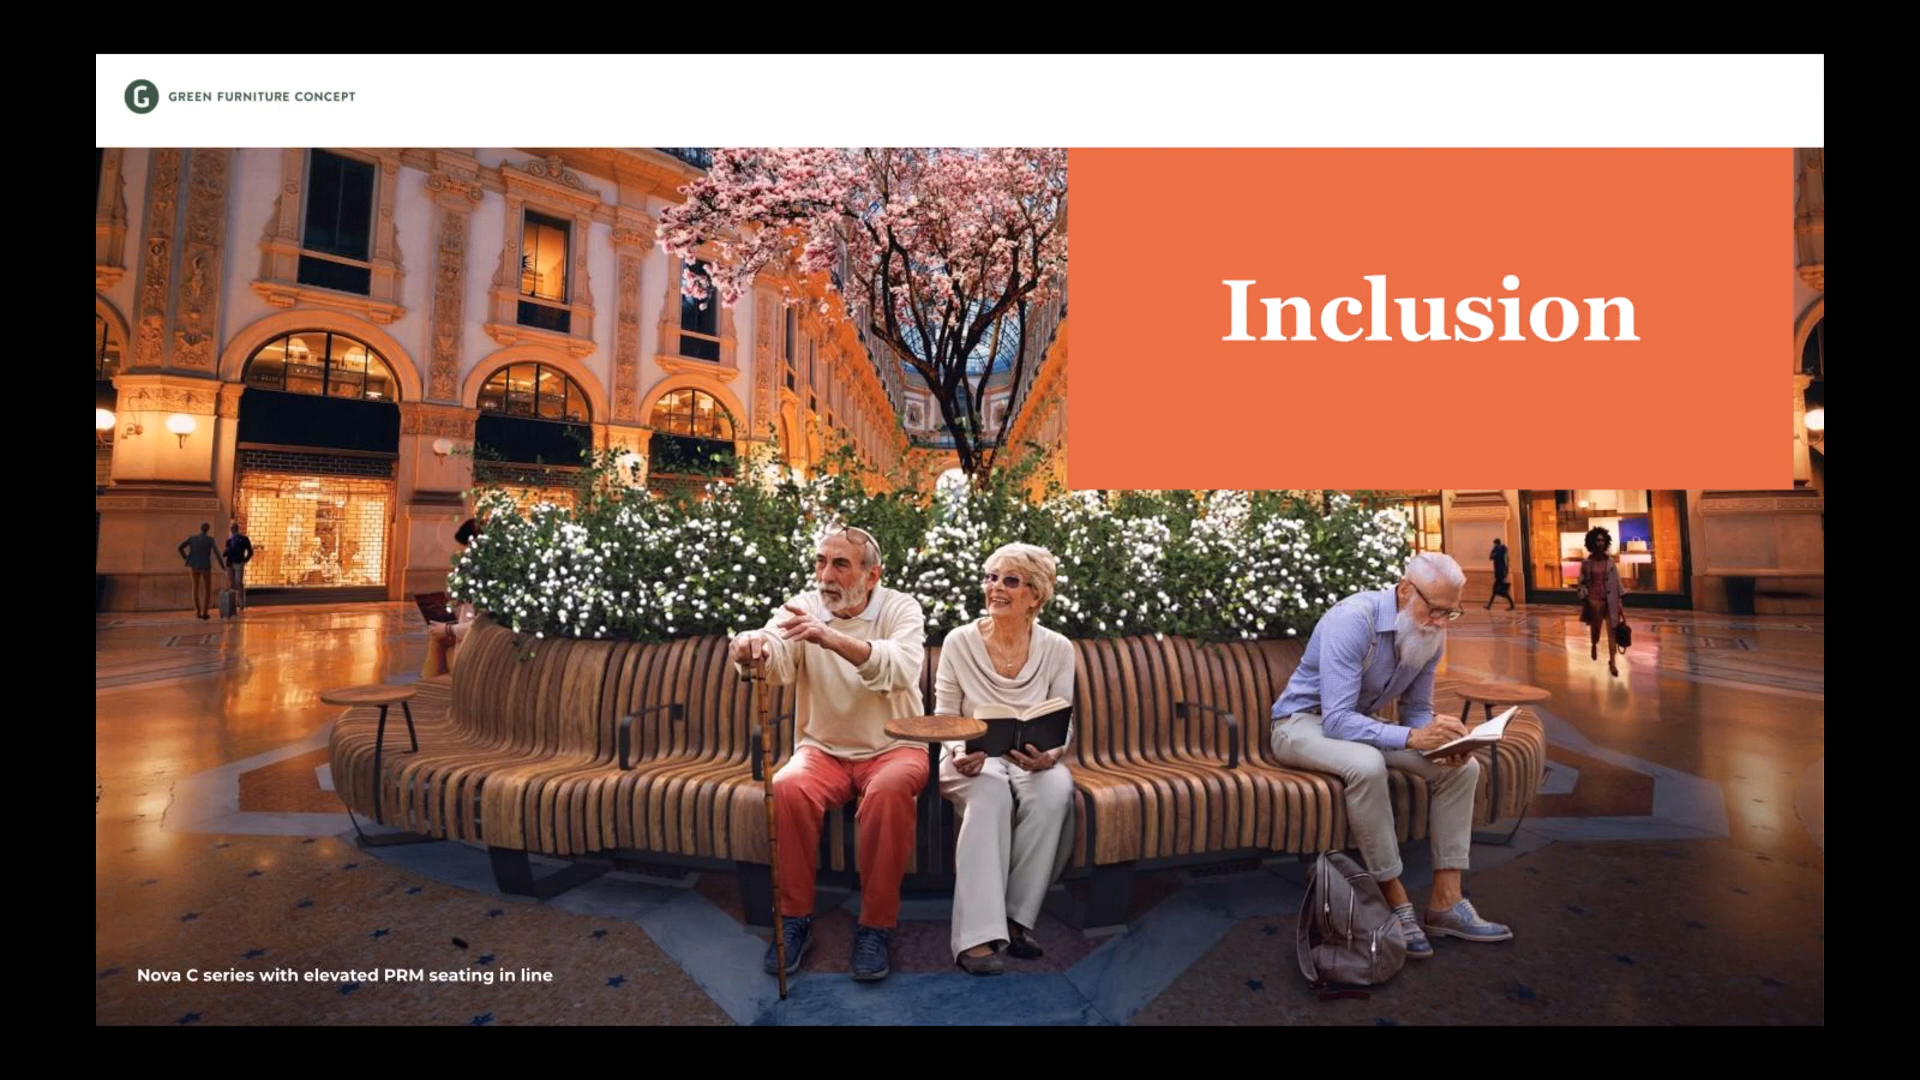 G GREEN FURNITURE CONCEPT
Inclusion
Nova C series with elevated PRM seating in line